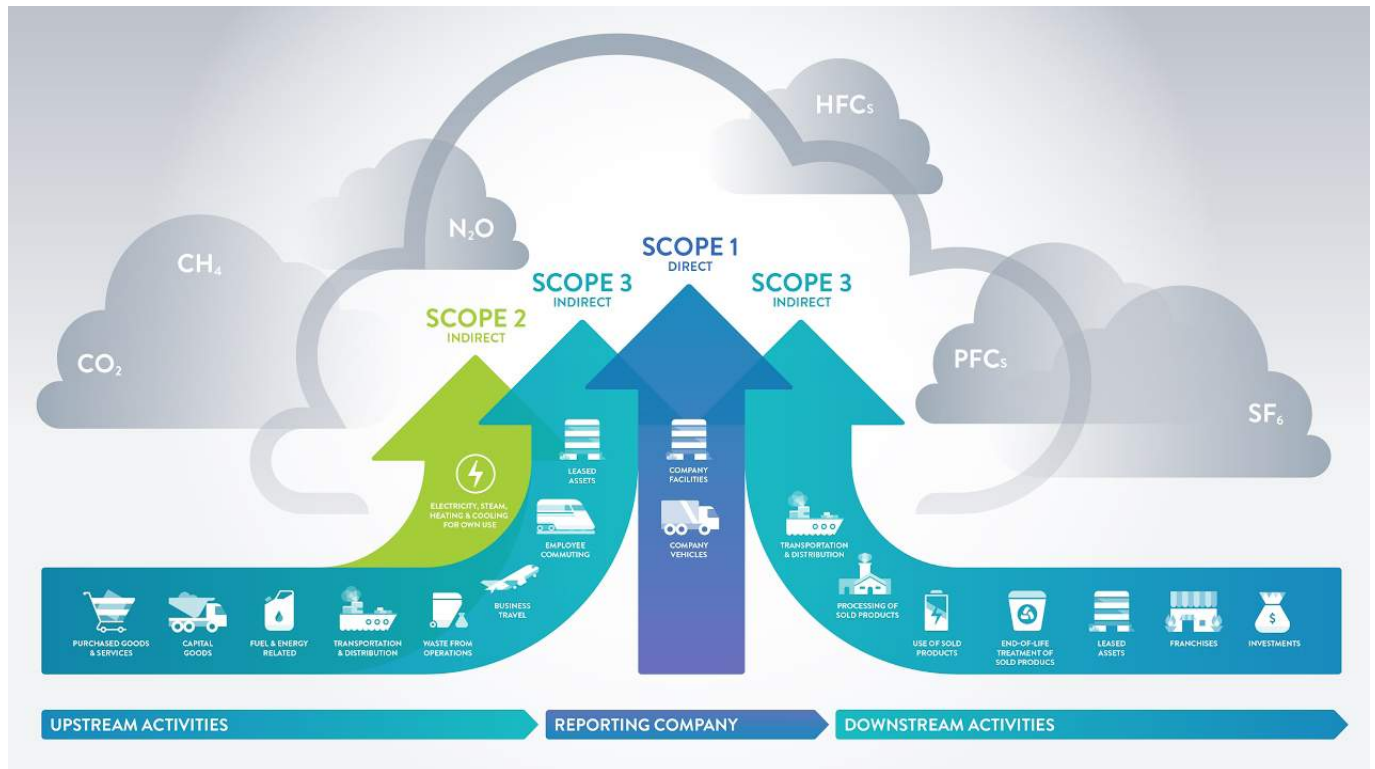 HFCs
N₂O
CH₄
CO₂
PFCs
SF₆
SCOPE 2
INDIRECT
SCOPE 3
INDIRECT
SCOPE 1
DIRECT
SCOPE 3
INDIRECT
ELECTRICITY, STEAM,
HEATING & COOLING
FOR OWN USE
LEASED
ASSETS
EMPLOYEE
COMMUTING
BUSINESS
TRAVEL
PURCHASED GOODS
& SERVICES
CAPITAL
GOODS
FUEL & ENERGY
RELATED
TRANSPORTATION
& DISTRIBUTION
WASTE FROM
OPERATIONS
COMPANY
FACILITIES
COMPANY
VEHICLES
TRANSPORTATION
& DISTRIBUTION
PROCESSING OF
SOLD PRODUCTS
USE OF SOLD
PRODUCTS
END-OF-LIFE
TREATMENT OF
SOLD PRODUCS
LEASED
ASSETS
FRANCHISES
$
INVESTMENTS
UPSTREAM ACTIVITIES
REPORTING COMPANY
DOWNSTREAM ACTIVITIES